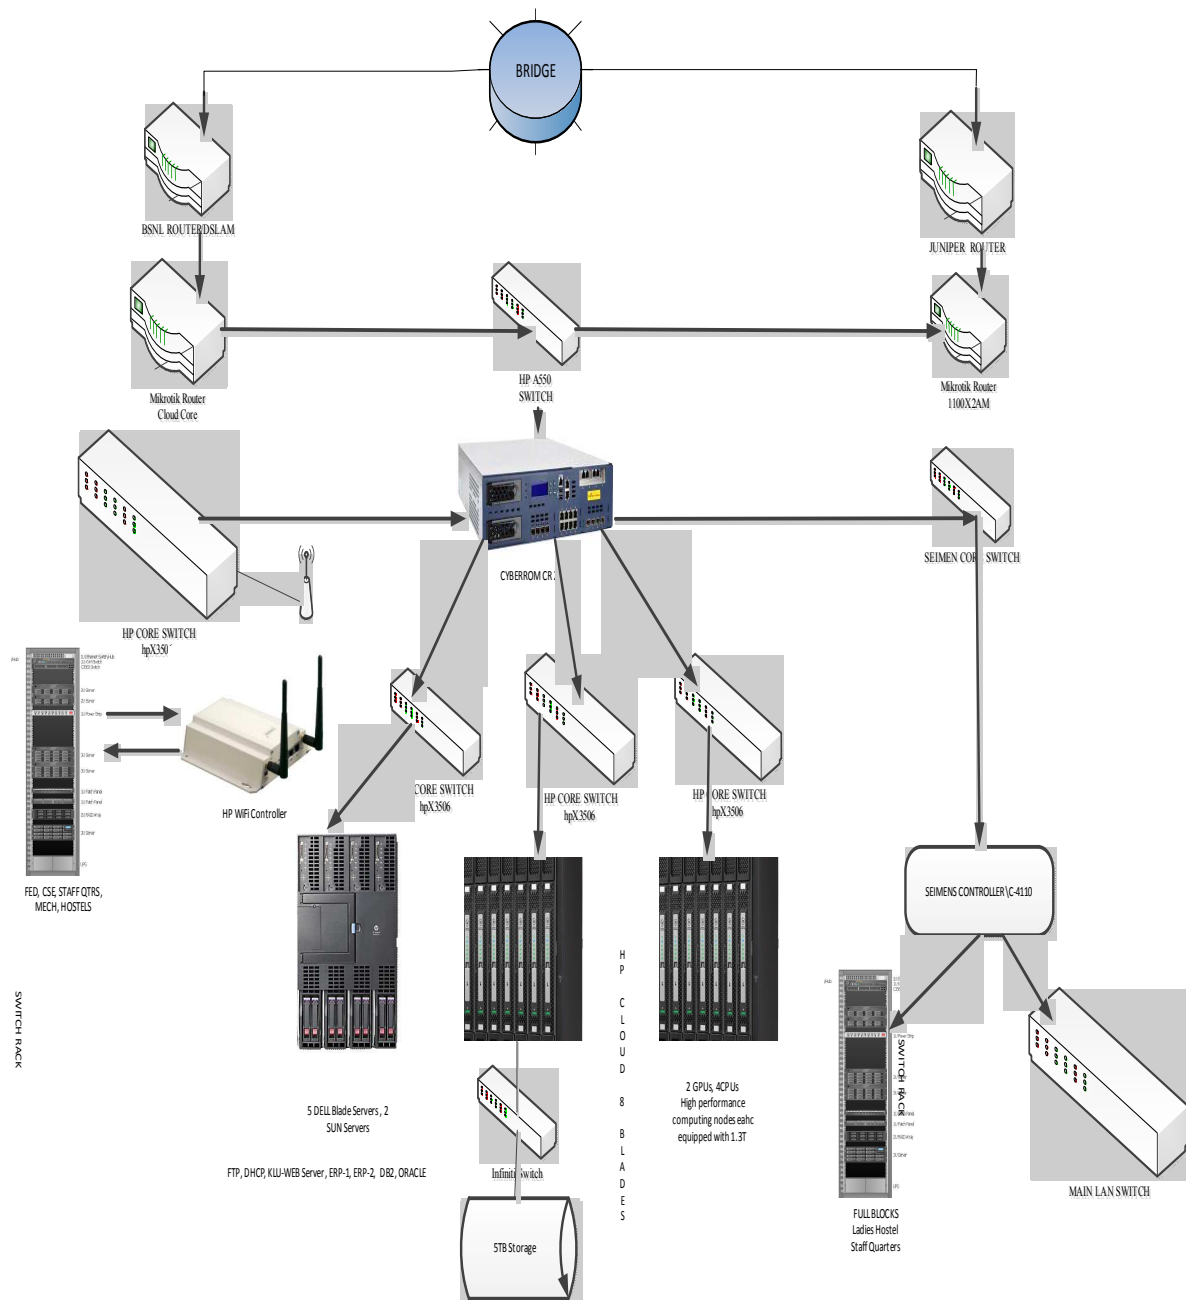 BRIDGE
BSNL ROUTER/DSLAM
JUNIPER ROUTER
Mikrotik Router
Cloud Core
HP A550
SWITCH
Mikrotik Router
1100X2AM
CYBERROM CR
SEIMEN CORE SWITCH
HP CORE SWITCH
hpX350
HP WiFi Controller
CORE SWITCH
hpX3506
HP CORE SWITCH
hpX3506
HP CORE SWITCH
hpX3506
FED, CSE, STAFF QTRS,
MECH, HOSTELS
SEIMENS CONTROLLER \C-4110
SWITCH RACK
HP CLOUD 8 BLADES
SWITCH RACK
2 GPUs, 4CPUs
High performance
computing nodes eahc
equipped with 1.3T
5 DELL Blade Servers , 2
SUN Servers
FTP, DHCP, KLU-WEB Server, ERP-1, ERP-2, DB2, ORACLE
Infiniti Switch
MAIN LAN SWITCH
FULL BLOCKS
Ladies Hostel
Staff Quarters
5TB Storage